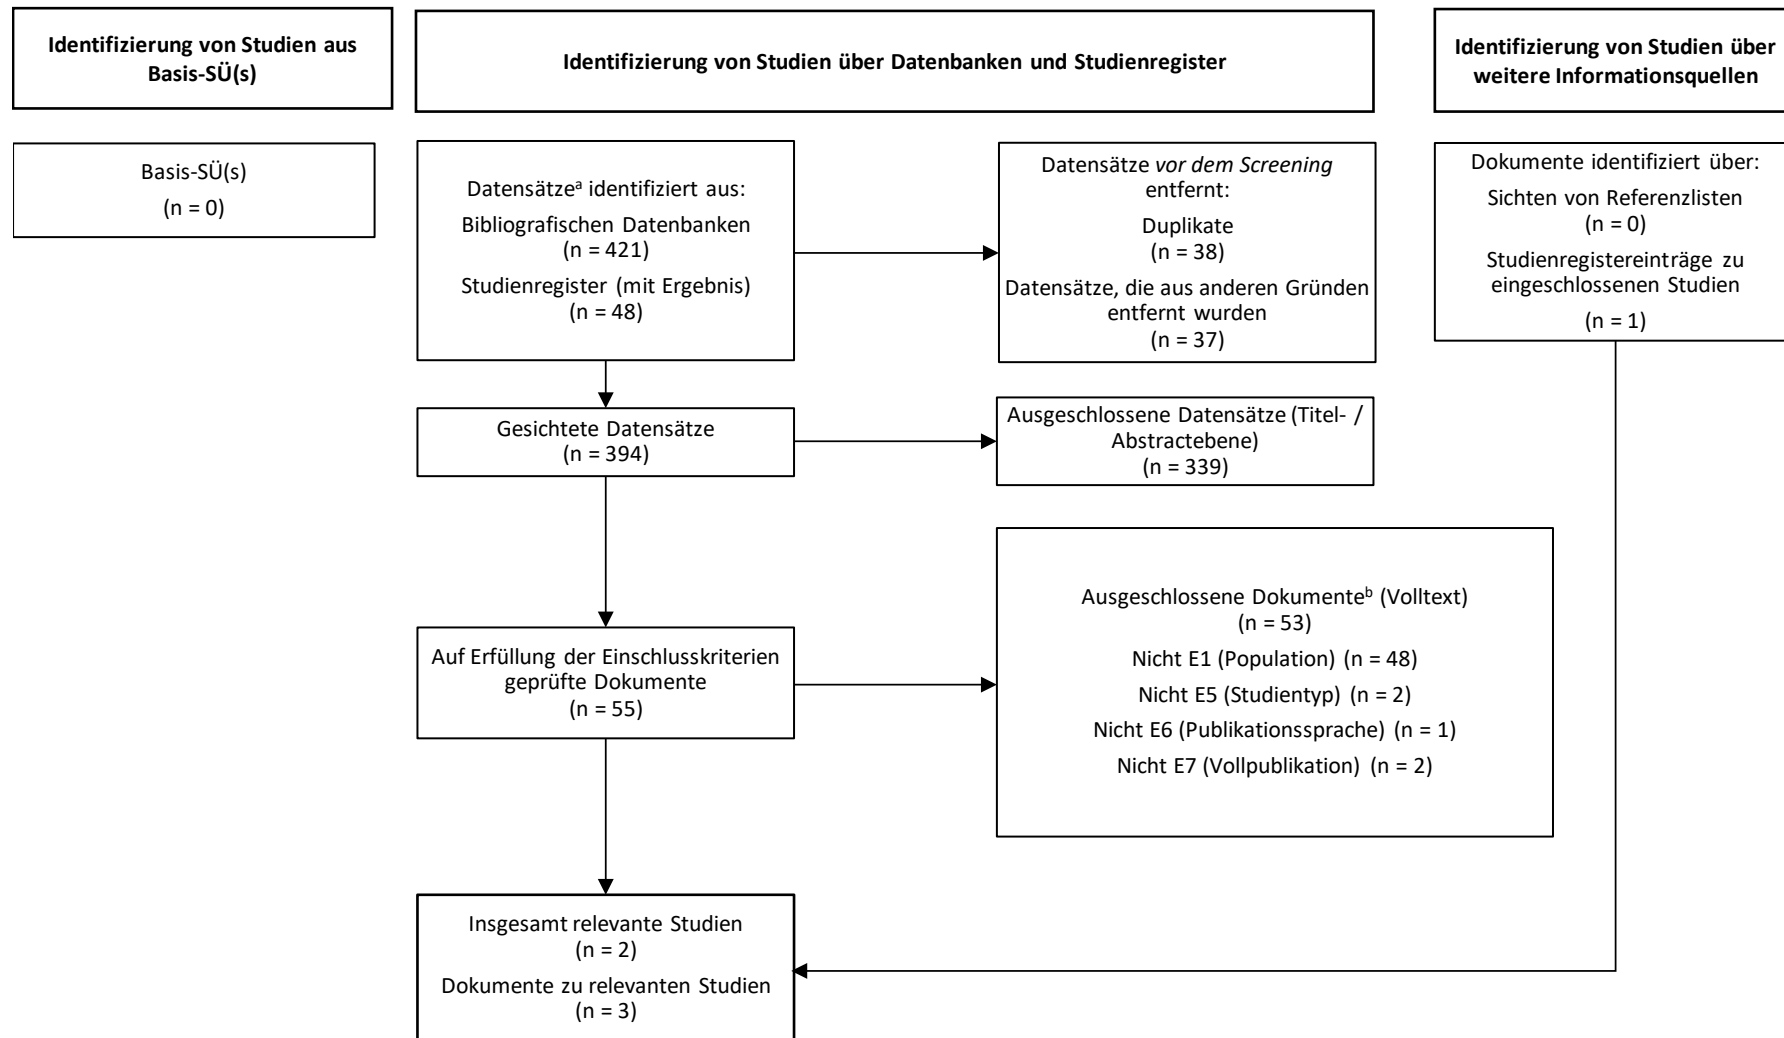 Identifizierung von Studien aus
Basis-SÜ(s)
Identifizierung von Studien über Datenbanken und Studienregister
Identifizierung von Studien über
weitere Informationsquellen
Basis-SÜ(s)
(n = 0)
Datensätzeᵃ identifiziert aus:
Bibliografischen Datenbanken
(n = 421)
Studienregister (mit Ergebnis)
(n = 48)
Datensätze vor dem Screening
entfernt:
Duplikate
(n = 38)
Datensätze, die aus anderen Gründen
entfernt wurden
(n = 37)
Dokumente identifiziert über:
Sichten von Referenzlisten
(n = 0)
Studienregistereinträge zu
eingeschlossenen Studien
(n = 1)
Gesichtete Datensätze
(n = 394)
Ausgeschlossene Datensätze (Titel- /
Abstractebene)
(n = 339)
Auf Erfüllung der Einschlusskriterien
geprüfte Dokumente
(n = 55)
Ausgeschlossene Dokumenteᵇ (Volltext)
(n = 53)
Nicht E1 (Population) (n = 48)
Nicht E5 (Studientyp) (n = 2)
Nicht E6 (Publikationssprache) (n = 1)
Nicht E7 (Vollpublikation) (n = 2)
Insgesamt relevante Studien
(n = 2)
Dokumente zu relevanten Studien
(n = 3)